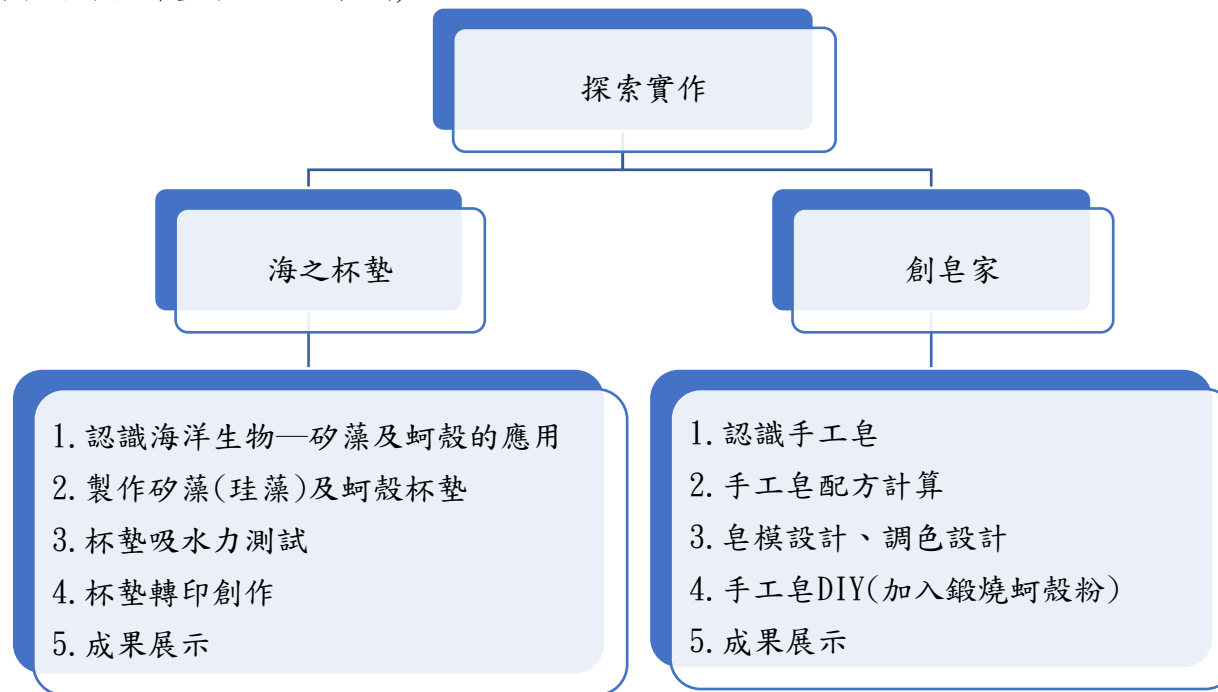 探索實作
海之杯墊
創皂家
1.認識海洋生物—矽藻及蚵殼的應用
2.製作矽藻(珪藻)及蚵殼杯墊
3.杯墊吸水力測試
4.杯墊轉印創作
5.成果展示
1.認識手工皂
2.手工皂配方計算
3.皂模設計、調色設計
4.手工皂DIY(加入鍛燒蚵殼粉)
5.成果展示